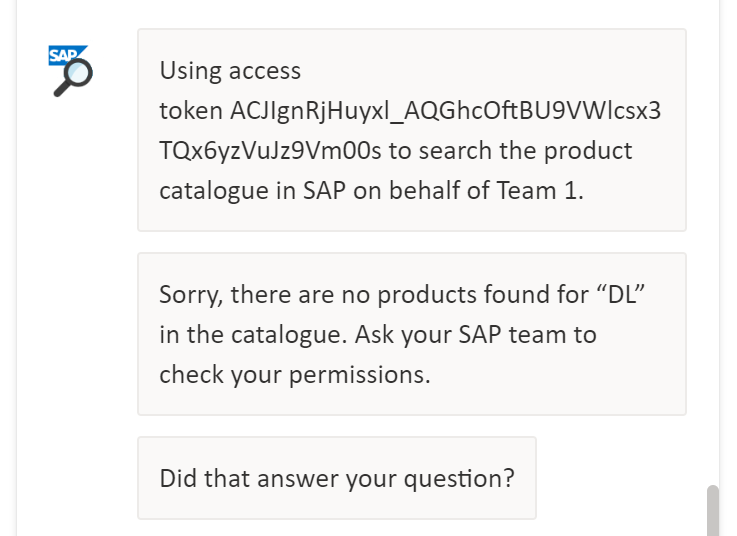 SAP
Using access
token ACJIgnRjHuyxl_AQGhcOftBU9VWlcsx3
TQx6yzVuJz9Vm00s to search the product
catalogue in SAP on behalf of Team 1.
Sorry, there are no products found for “DL”
in the catalogue. Ask your SAP team to
check your permissions.
Did that answer your question?